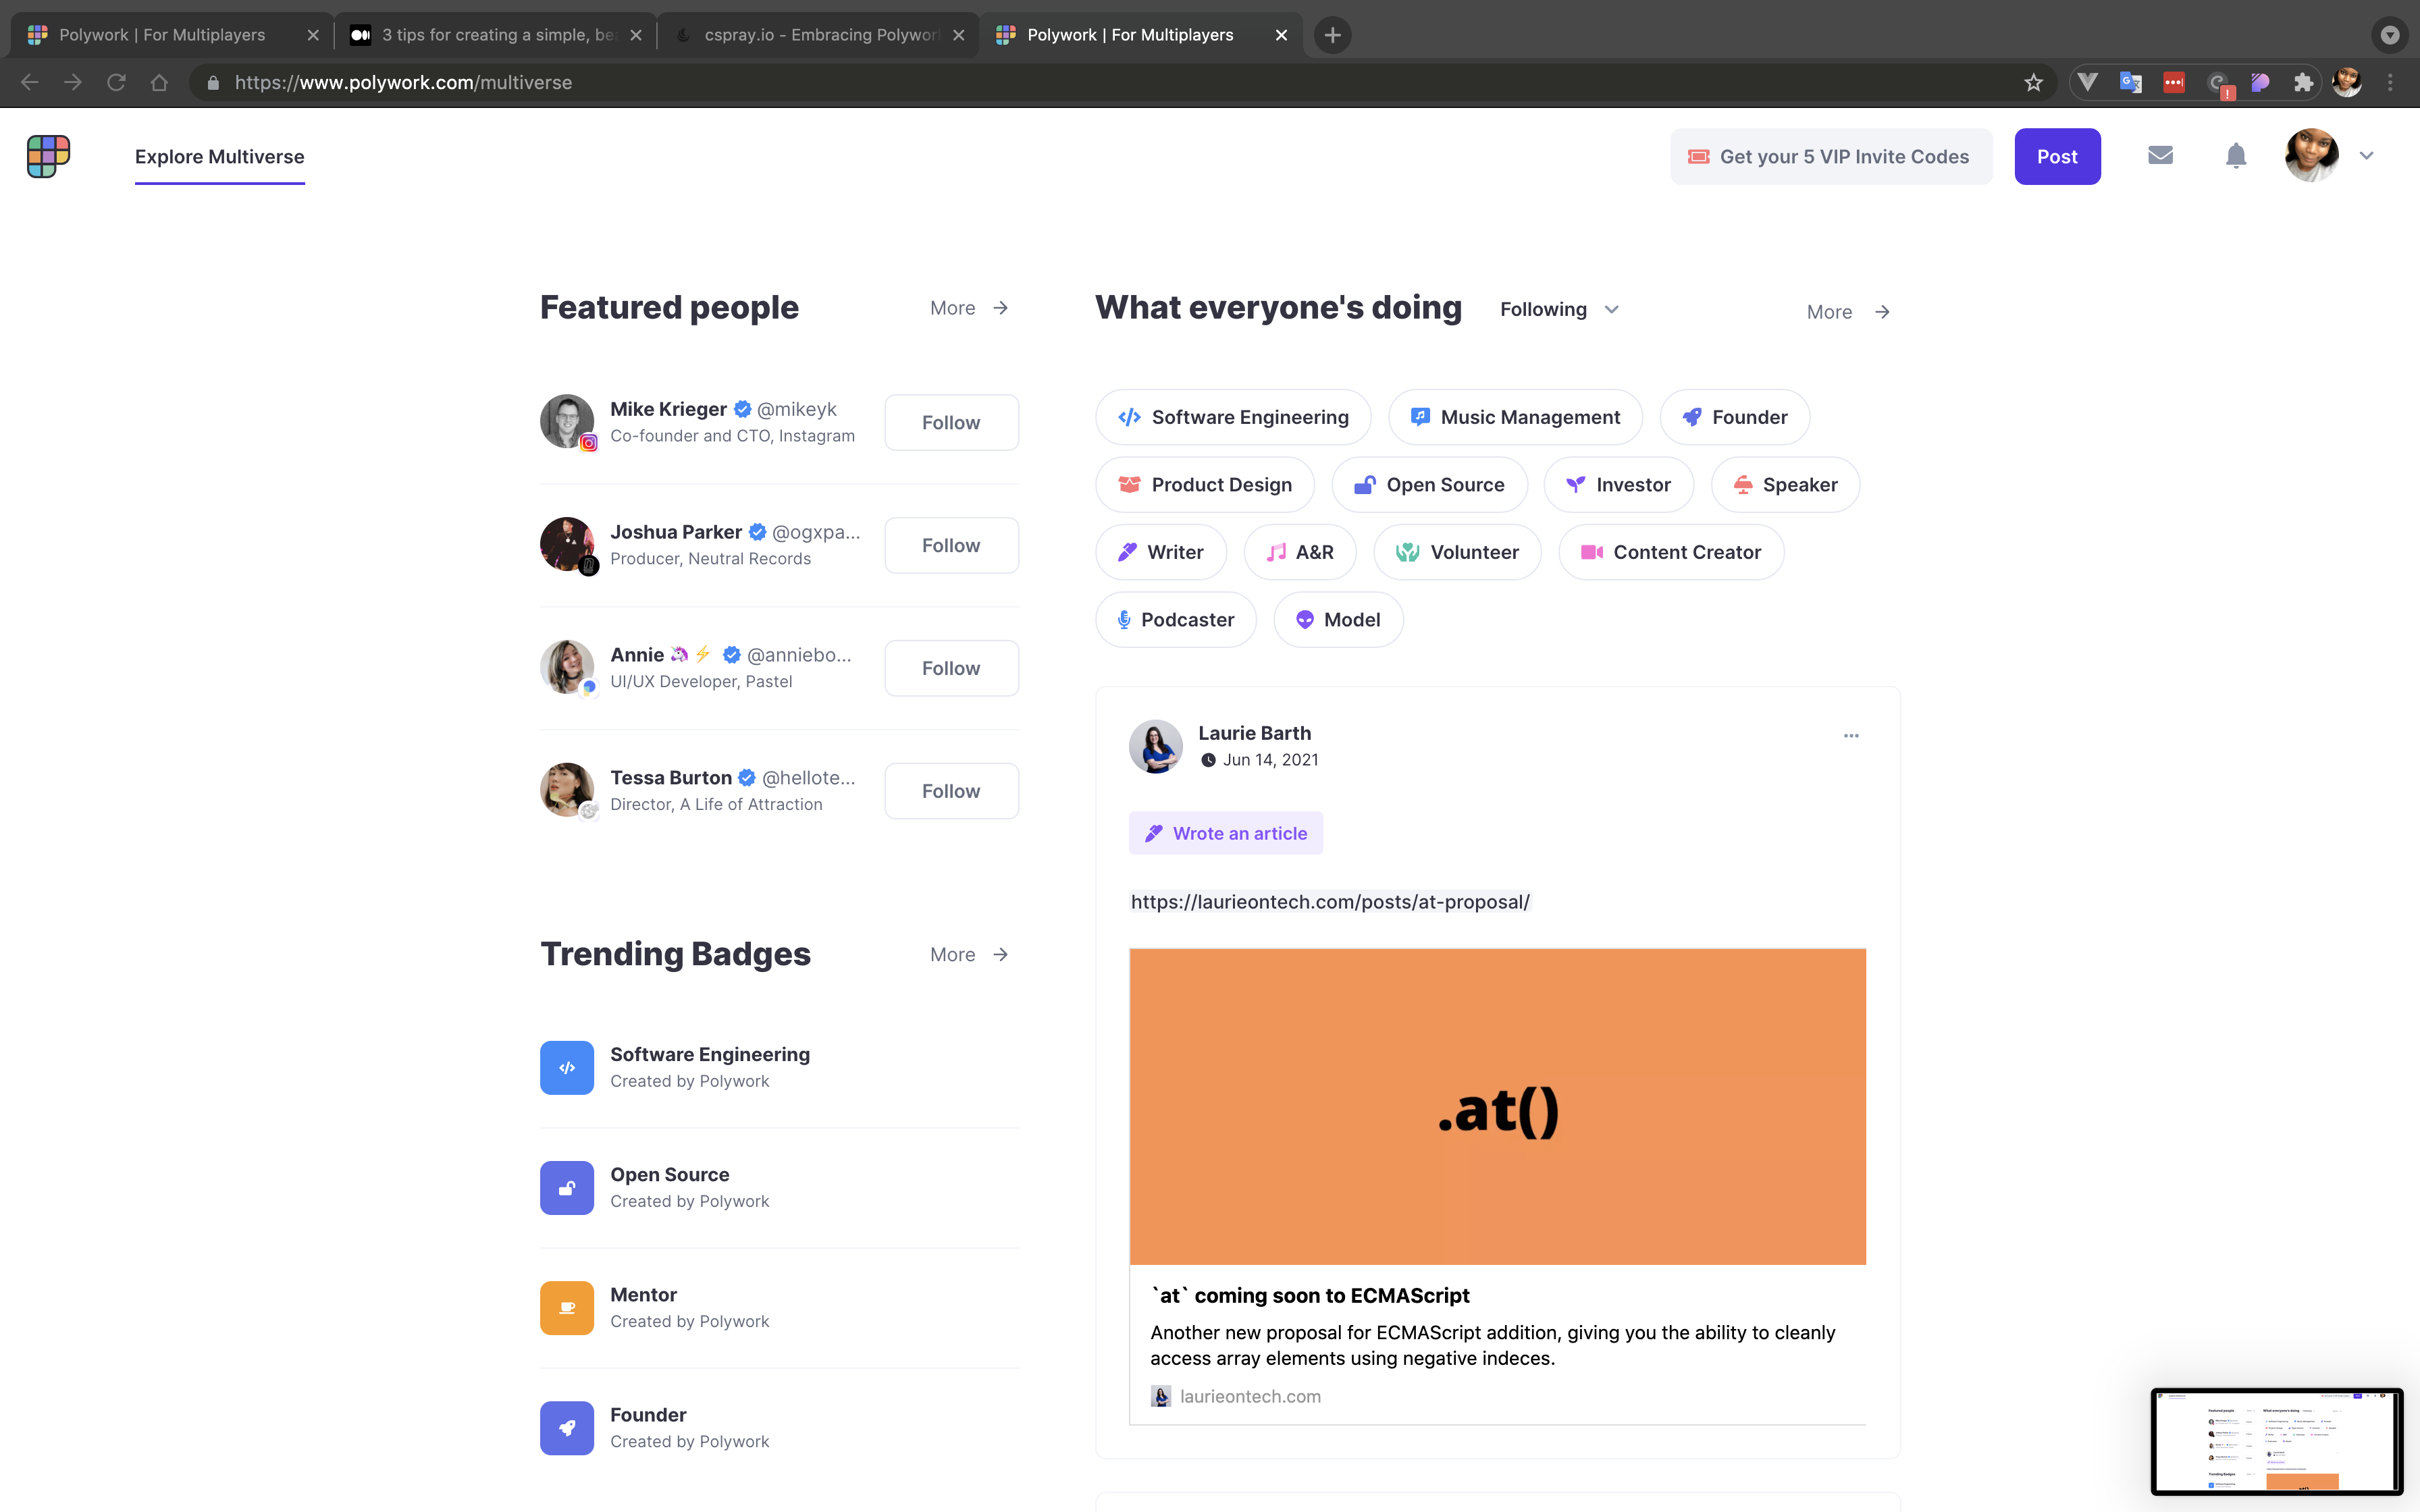 Polywork | For Multiplayers
3 tips for creating a simple, be
cspray.io - Embracing Polywor
Polywork | For Multiplayers
https://www.polywork.com/multiverse
Explore Multiverse
Get your 5 VIP Invite Codes
Post
Featured people
More
Mike Krieger @mikeyk
Co-founder and CTO, Instagram
Follow
Joshua Parker @ogxpa...
Producer, Neutral Records
Follow
Annie @anniebo...
UI/UX Developer, Pastel
Follow
Tessa Burton @hellote...
Director, A Life of Attraction
Follow
Trending Badges
More
Software Engineering
Created by Polywork
Open Source
Created by Polywork
Mentor
Created by Polywork
Founder
Created by Polywork
What everyone's doing
Following
More
Software Engineering
Music Management
Founder
Product Design
Open Source
Investor
Speaker
Writer
A&R
Volunteer
Content Creator
Podcaster
Model
Laurie Barth
Jun 14, 2021
Wrote an article
https://laurieontech.com/posts/at-proposal/
.at()
`at` coming soon to ECMAScript
Another new proposal for ECMAScript addition, giving you the ability to cleanly
access array elements using negative indeces.
laurieontech.com